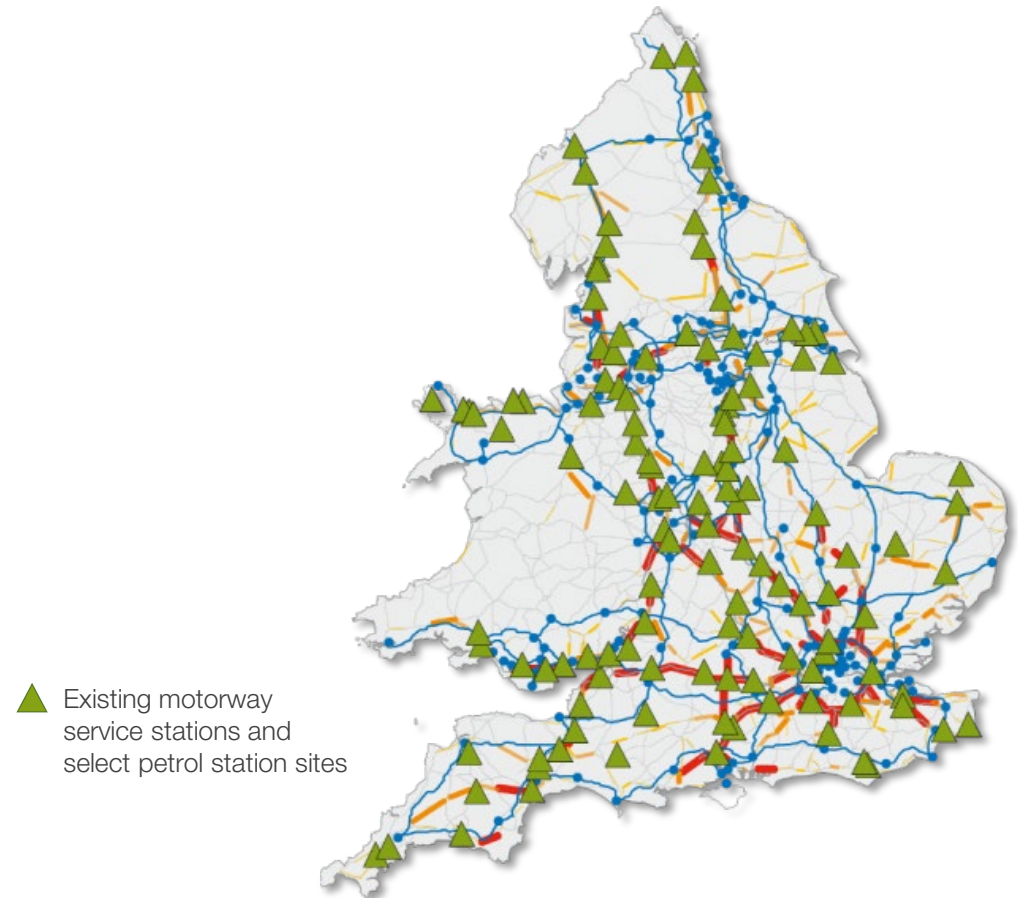 Existing motorway
service stations and
select petrol station sites